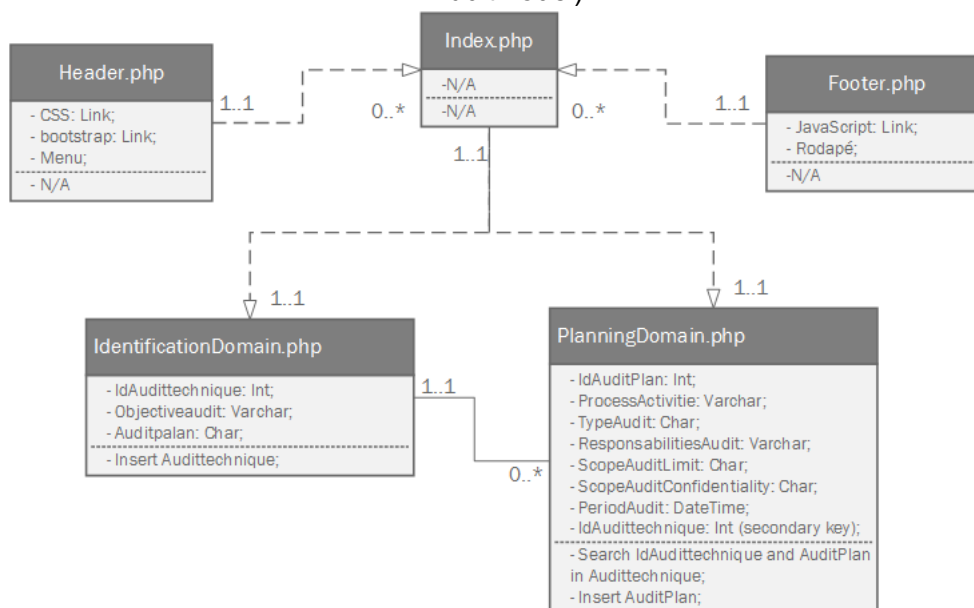 Index.php
-N/A
-N/A
Header.php
- CSS: Link;
- bootstrap: Link;
- Menu;
- N/A
1..1
0..*
0..*
1..1
Footer.php
- JavaScript: Link;
- Rodapé;
-N/A
1..1
1..1
1..1
IdentificationDomain.php
- IdAudittechnique: Int;
- Objectiveaudit: Varchar;
- Auditpalan: Char;
- Insert Audittechnique;
1..1
0..*
PlanningDomain.php
- IdAuditPlan: Int;
- ProcessActivitie: Varchar;
- TypeAudit: Char;
- ResponsabilitiesAudit: Varchar;
- ScopeAuditLimit: Char;
- ScopeAuditConfidentiality: Char;
- PeriodAudit: DateTime;
- IdAudittechnique: Int (secondary key);
- Search IdAudittechnique and AuditPlan
in Audittechnique;
- Insert AuditPlan;